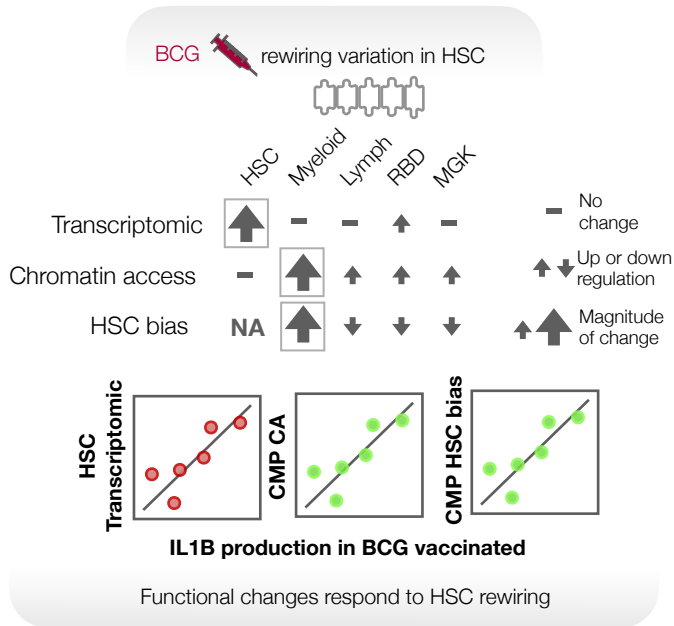 BCG rewiring variation in HSC
HSC Myeloid Lymph RBD MGK
Transcriptomic
Chromatin access
HSC bias NA
No
change
Up or down
regulation
Magnitude
of change
HSC
Transcriptomic
CMP CA
CMP HSC bias
IL1B production in BCG vaccinated
Functional changes respond to HSC rewiring